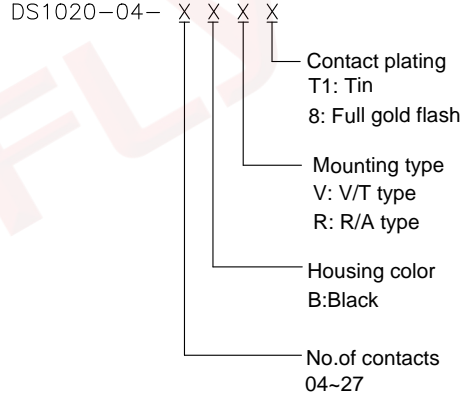 DS1020-04- X X X X
Contact plating
T1: Tin
8: Full gold flash
Mounting type
V: V/T type
R: R/A type
Housing color
B:Black
No.of contacts
04~27